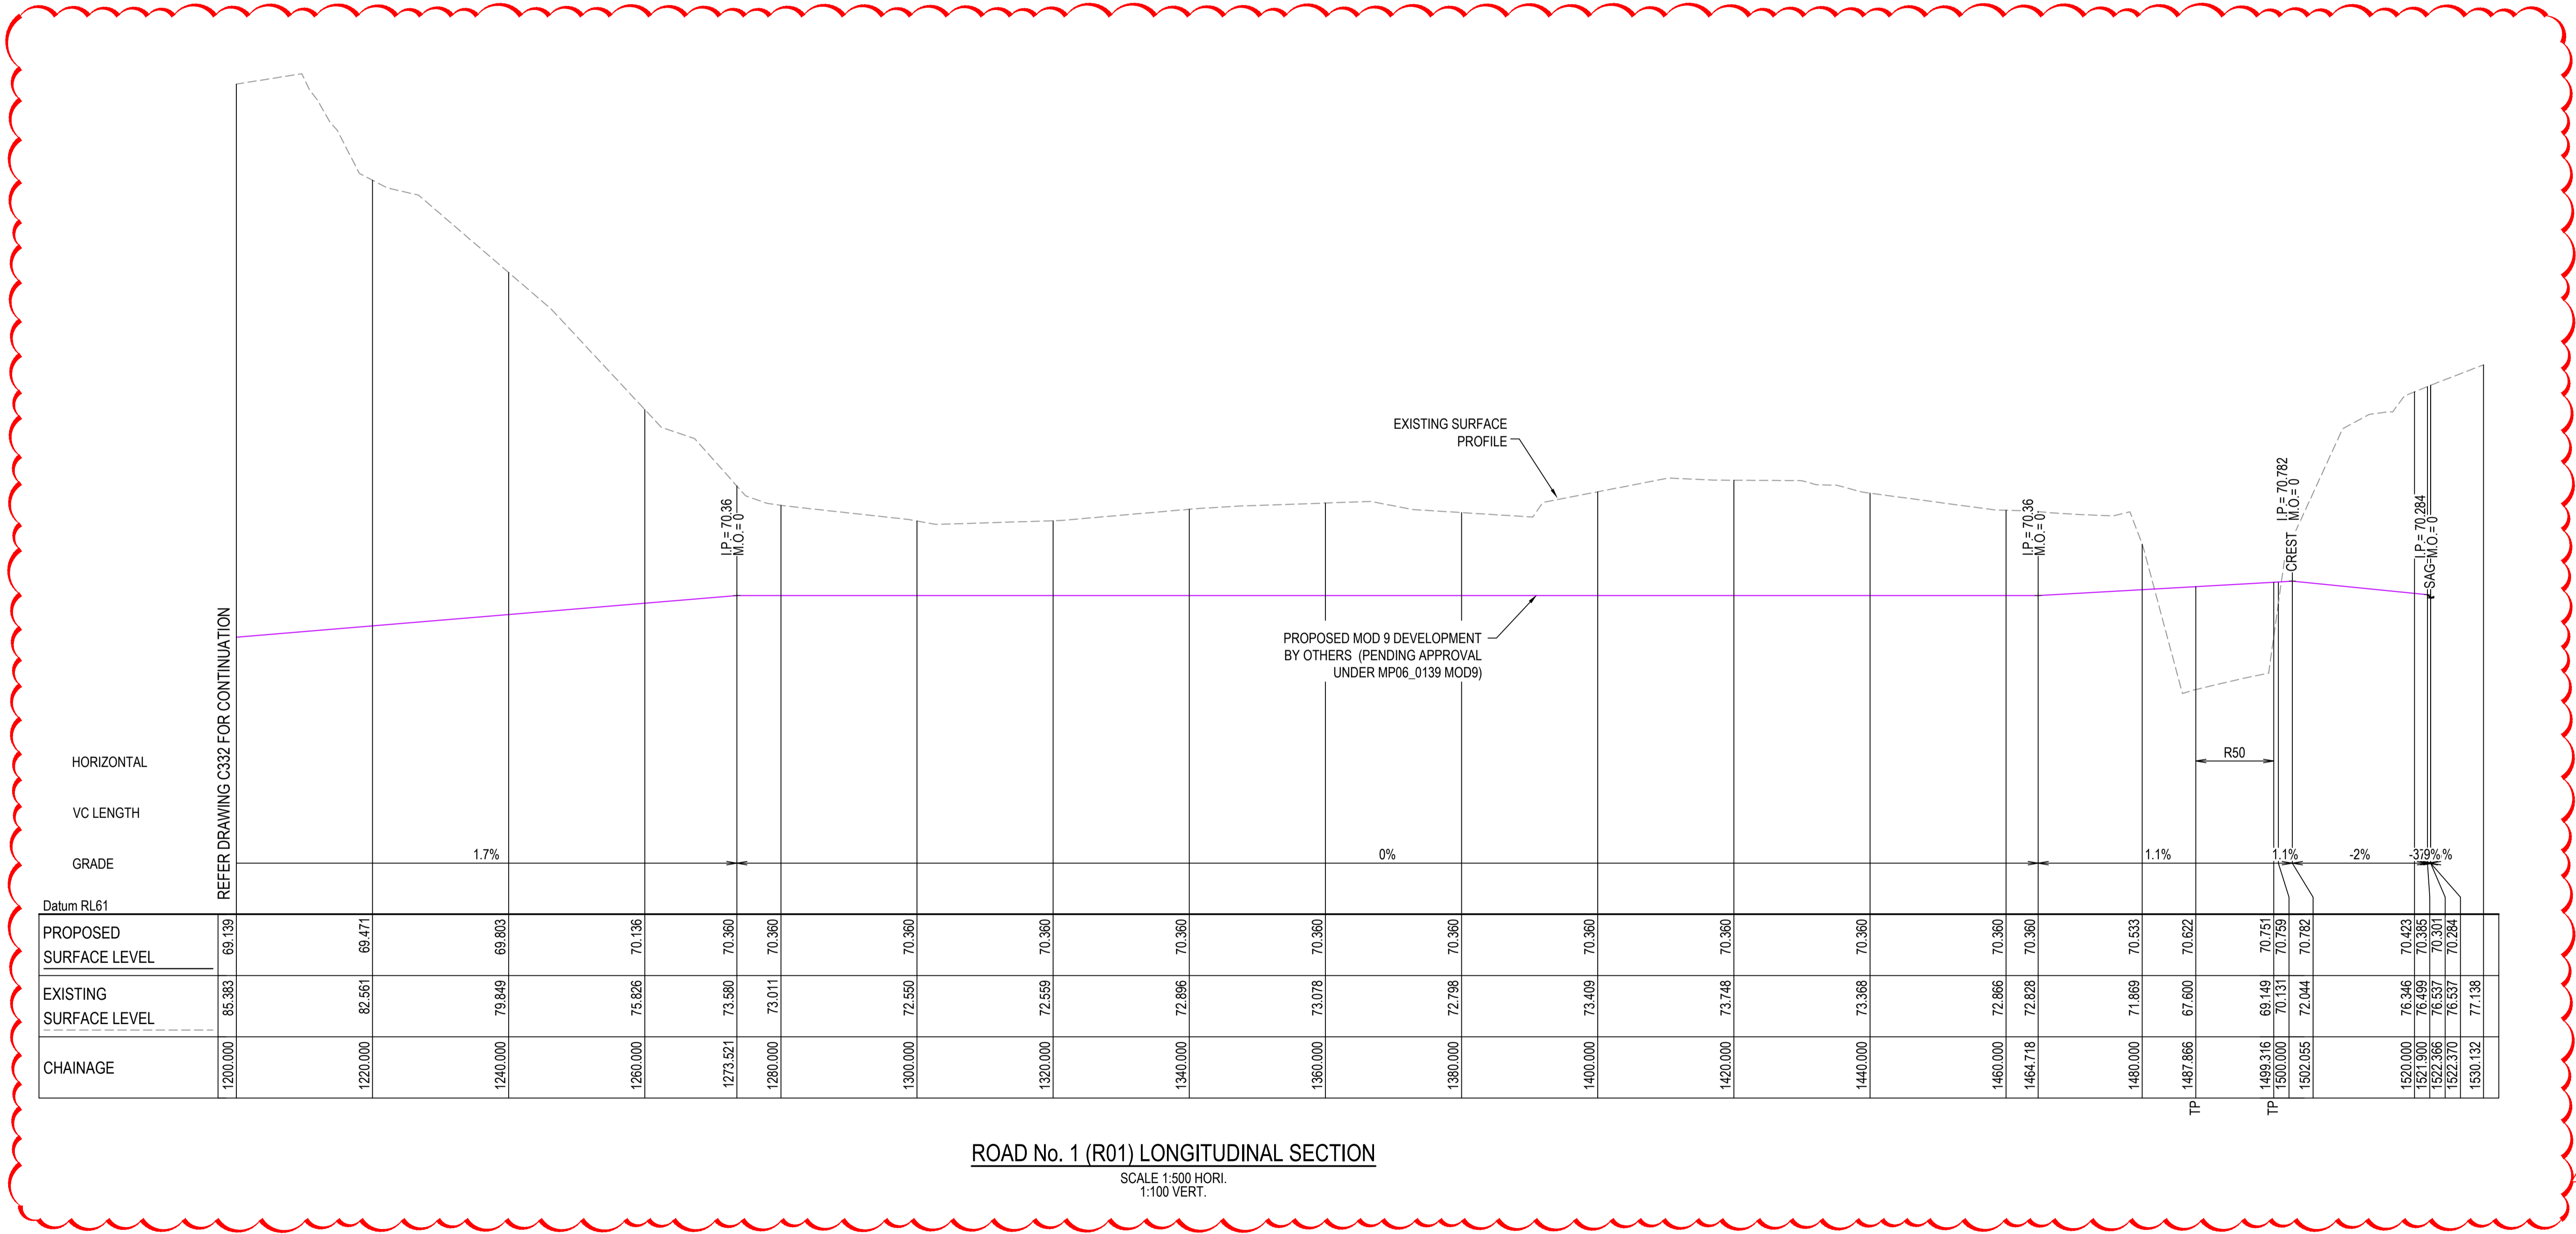 EXISTING SURFACE
PROFILE
I.P.= 70.36
M.O.= 0
I.P.= 70.36
M.O.= 0
CREST
I.P.= 70.782
M.O.= 0
SAG
I.P.= 70.284
M.O.= 0
REFER DRAWING C332 FOR CONTINUATION
PROPOSED MOD 9 DEVELOPMENT
BY OTHERS (PENDING APPROVAL
UNDER MP06_0139 MOD9)
HORIZONTAL
R50
VC LENGTH
GRADE
1.7% 0% 1.1% 1.1% -2%
Datum RL61
PROPOSED
SURFACE LEVEL
69.139 69.471 69.803 70.136 70.360 70.360 70.360 70.360 70.360 70.360 70.360 70.360 70.360 70.360 70.360 70.360 70.533 70.622 70.751 70.759 70.782 70.423 70.385 70.301 70.284
EXISTING
SURFACE LEVEL
85.383 82.561 79.849 75.826 73.580 73.011 72.550 72.559 72.896 73.078 72.798 73.409 73.748 73.368 72.866 72.828 71.869 67.600 69.149 70.131 72.044 76.346 76.499 76.537 76.537 77.138
CHAINAGE
1200.000 1220.000 1240.000 1260.000 1273.521 1280.000 1300.000 1320.000 1340.000 1360.000 1380.000 1400.000 1420.000 1440.000 1460.000 1464.718 1480.000 1487.866 1499.316 1500.000 1502.055 1520.000 1521.900 1522.366 1522.370 1530.132
TP TP
ROAD No. 1 (R01) LONGITUDINAL SECTION
SCALE 1:500 HORI.
1:100 VERT.